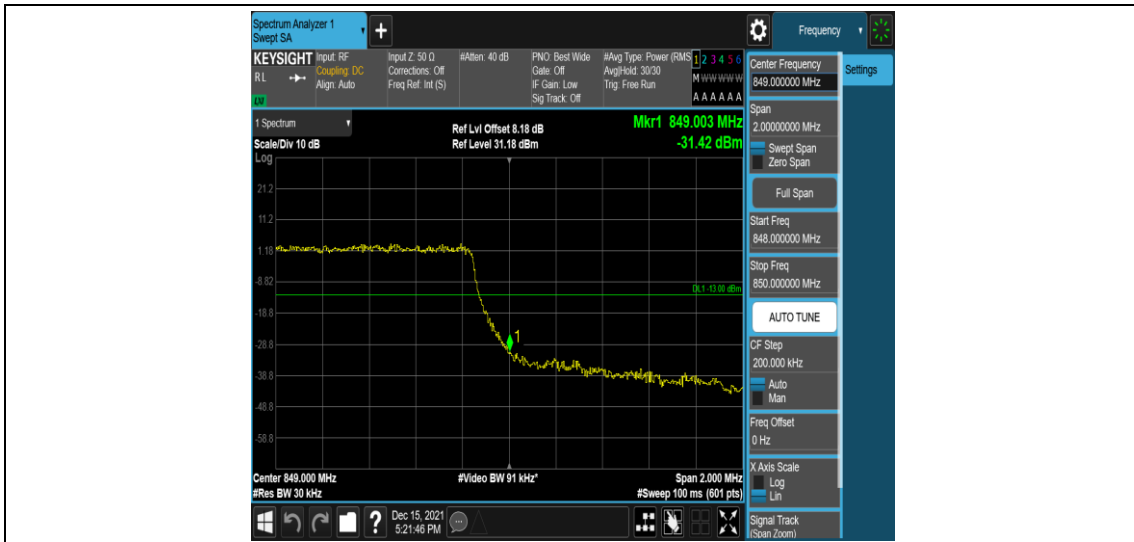 Spectrum Analyzer 1
Swept SA
Frequency
KEYSIGHT
RL
LXI
Input: RF
Coupling: DC
Align: Auto
Input Z: 50 Ω
Corrections: Off
Freq Ref: Int (S)
#Atten: 40 dB
PNO: Best Wide
Gate: Off
IF Gain: Low
Sig Track: Off
#Avg Type: Power (RMS
Avg|Hold: 30/30
Trig: Free Run
1 2 3 4 5 6
M W W W W W
A A A A A A
Center Frequency
849.000000 MHz
Settings
Span
2.00000000 MHz
Swept Span
Zero Span
Full Span
Start Freq
848.000000 MHz
Stop Freq
850.000000 MHz
AUTO TUNE
CF Step
200.000 kHz
Auto
Man
Freq Offset
0 Hz
X Axis Scale
Log
Lin
Signal Track
(Span Zoom)
1 Spectrum
Scale/Div 10 dB
Log
Ref Lvl Offset 8.18 dB
Ref Level 31.18 dBm
Mkr1 849.003 MHz
-31.42 dBm
21.2
11.2
1.18
-8.82
DL1 -13.00 dBm
-18.8
1
-28.8
-38.8
-48.8
-58.8
Center 849.000 MHz
#Video BW 91 kHz*
Span 2.000 MHz
#Res BW 30 kHz
#Sweep 100 ms (601 pts)
?
Dec 15, 2021
5:21:46 PM